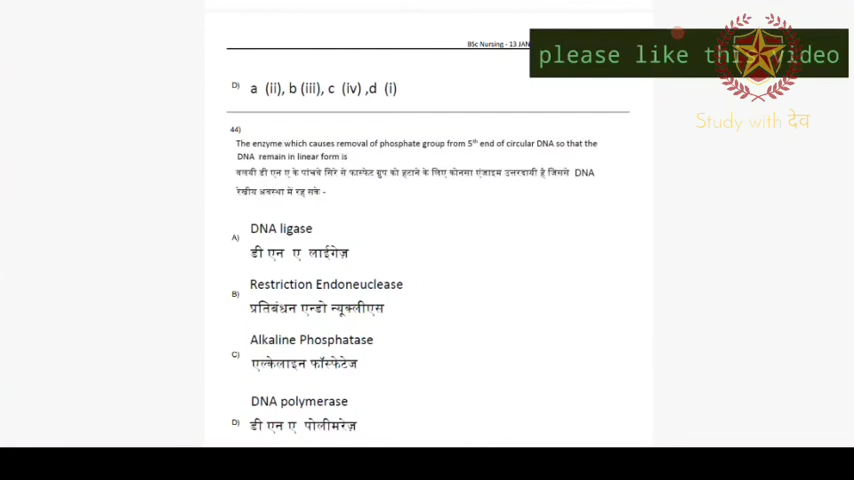 BSc Nursing - 13 JAN
please like this video
D) a (ii), b (iii), c (iv) ,d (i)
Study with देव
44)
The enzyme which causes removal of phosphate group from 5th end of circular DNA so that the
DNA remain in linear form is
वलयी डी एन ए के पांचवे सिरे से फास्फेट ग्रुप को हटाने के लिए कोनसा एंजाइम उत्तरदायी है जिससे DNA
रेखीय अवस्था में रह सके -
A) DNA ligase
डी एन ए लाईगेज़
B) Restriction Endonuclease
प्रतिबंधन एन्डो न्यूक्लीएस
C) Alkaline Phosphatase
एल्केलाइन फॉस्फेटेज
D) DNA polymerase
डी एन ए पोलीमरेज़